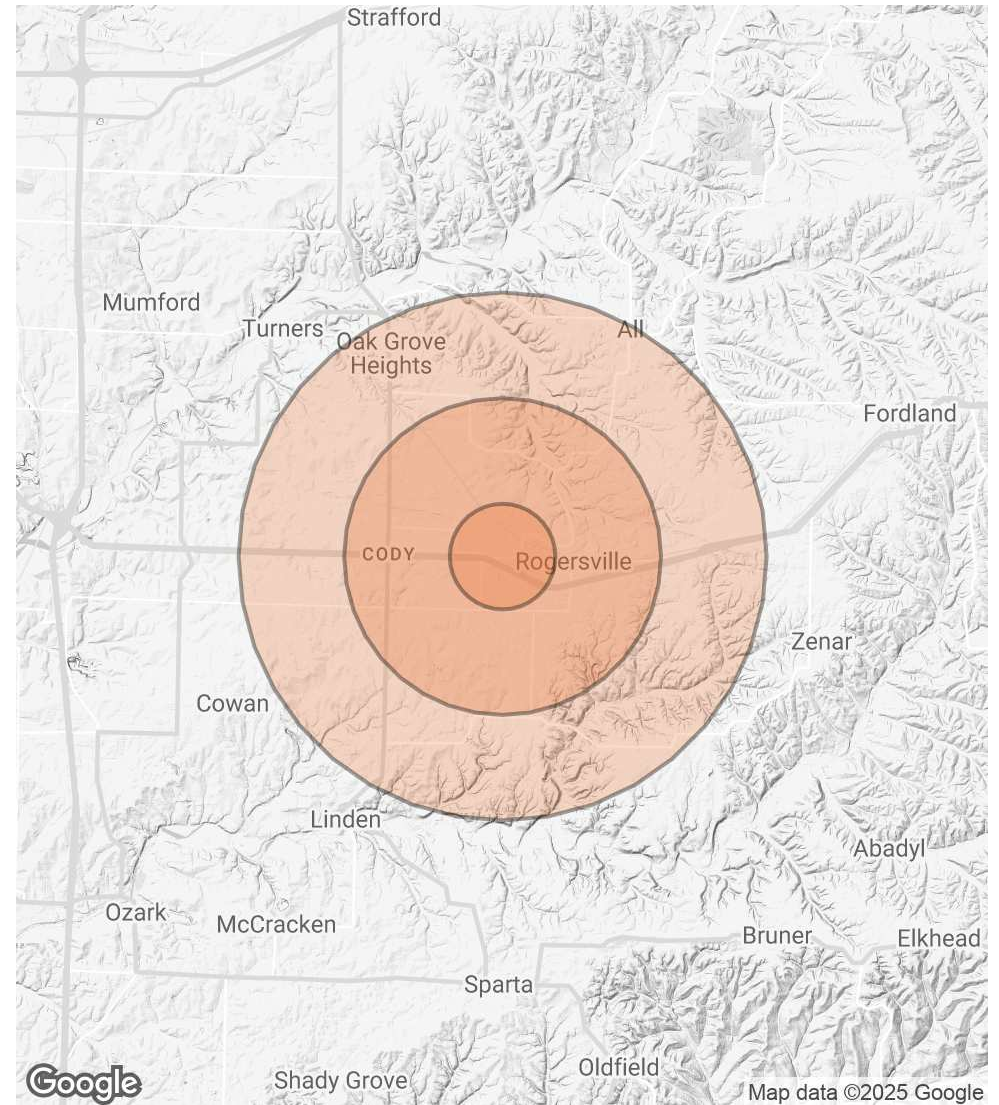 Strafford
Mumford
Turners
Oak Grove
Heights
All
Fordland
CODY
Rogersville
Zenar
Cowan
Linden
Abadyl
Ozark
McCracken
Bruner
Elkhead
Sparta
Oldfield
Shady Grove
Google
Map data ©2025 Google